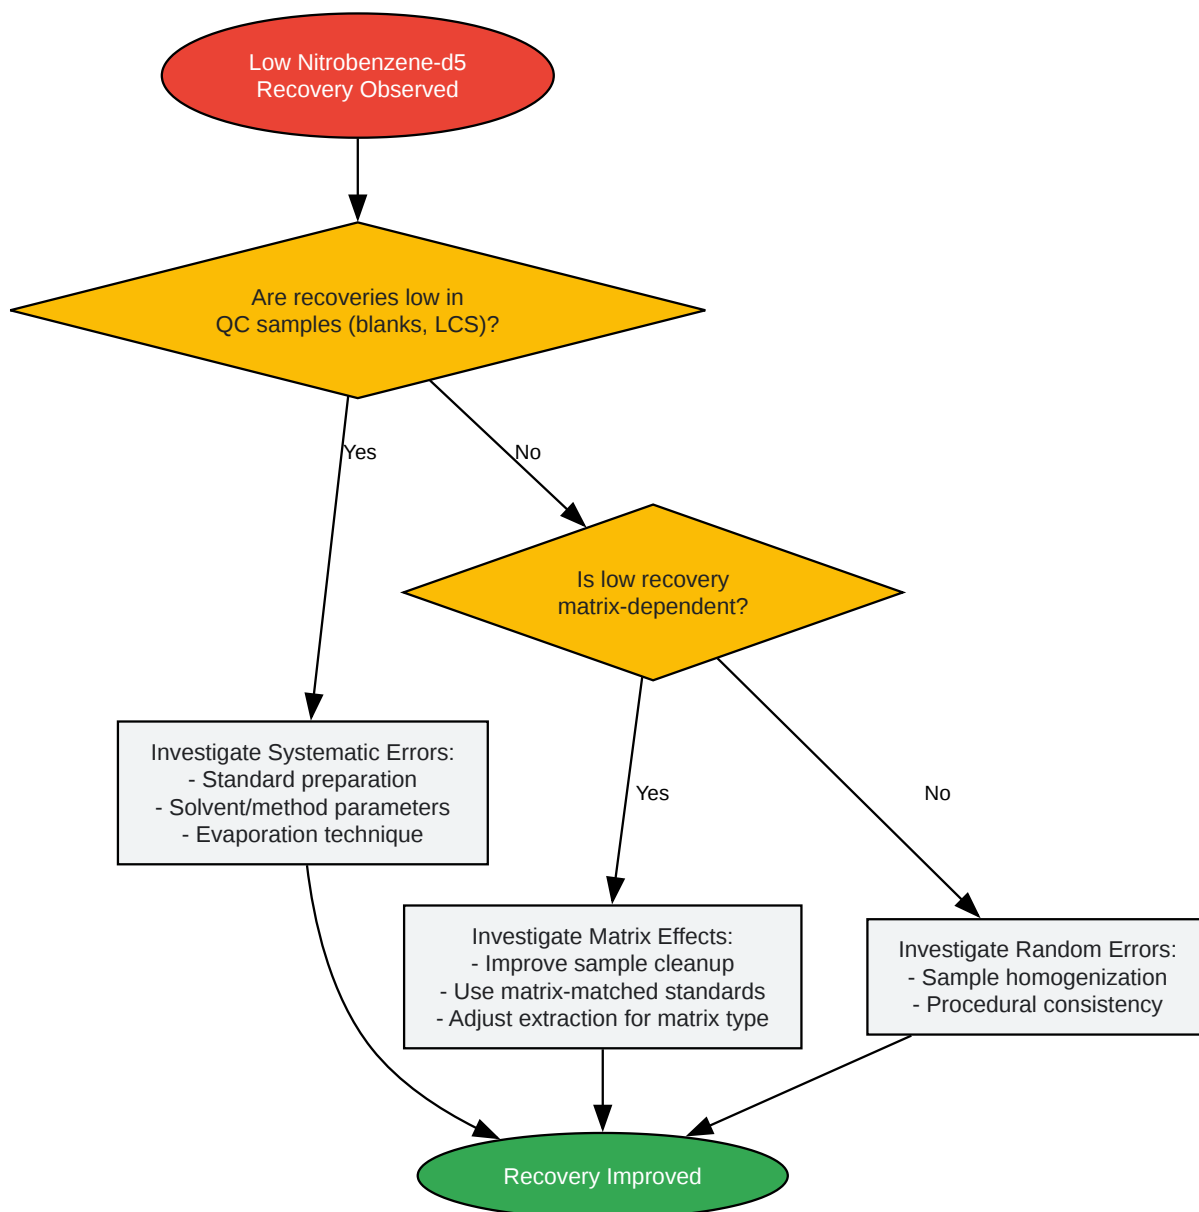 Low Nitrobenzene-d5
Recovery Observed
Are recoveries low in
QC samples (blanks, LCS)?
Yes
No
Is low recovery
matrix-dependent?
Investigate Systematic Errors:
- Standard preparation
- Solvent/method parameters
- Evaporation technique
Yes
No
Investigate Matrix Effects:
- Improve sample cleanup
- Use matrix-matched standards
- Adjust extraction for matrix type
Investigate Random Errors:
- Sample homogenization
- Procedural consistency
Recovery Improved